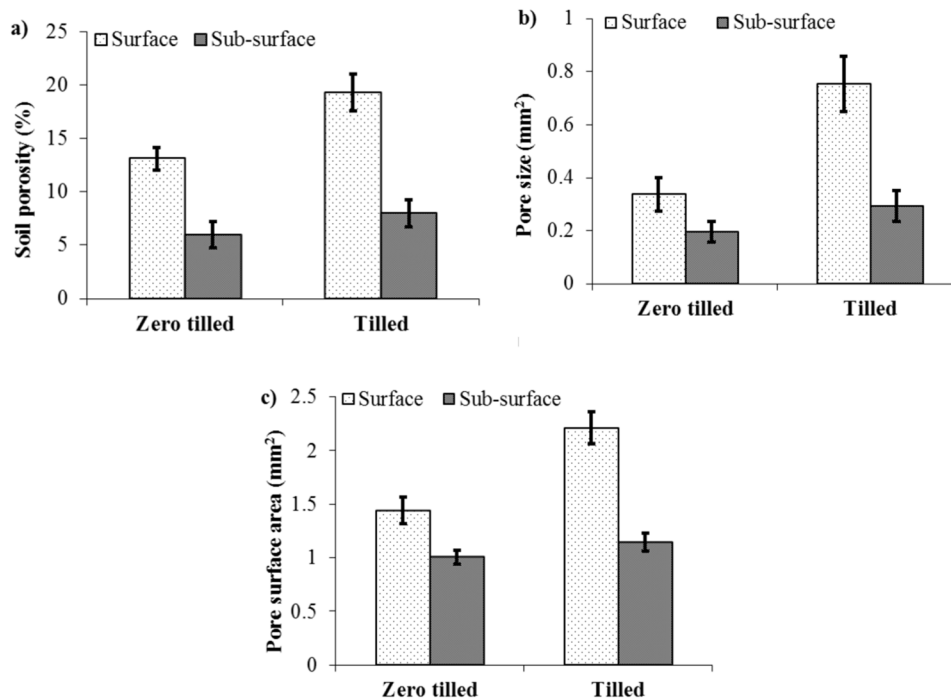 a)
25
20
15
10
5
0
Soil porosity (%)
Surface Sub-surface
Zero tilled Tilled
b)
1
0.8
0.6
0.4
0.2
0
Pore size (mm²)
Surface Sub-surface
Zero tilled Tilled
c)
2.5
2
1.5
1
0.5
0
Pore surface area (mm²)
Surface Sub-surface
Zero tilled Tilled